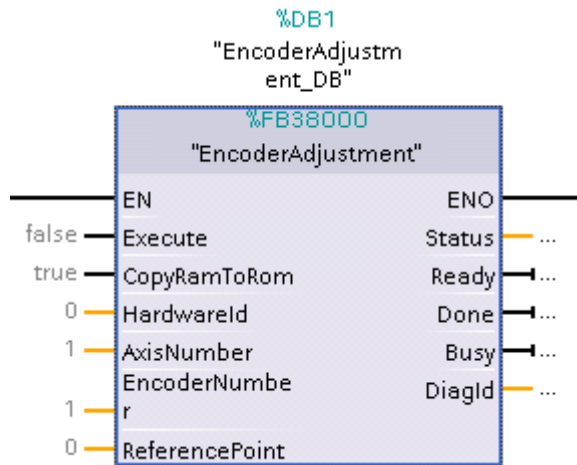 %DB1
"EncoderAdjustm
ent_DB"
%FB38000
"EncoderAdjustment"
EN ENO
false Execute Status ...
true CopyRamToRom Ready ...
0 HardwareId Done ...
1 AxisNumber Busy ...
EncoderNumbe DiagId ...
1 r
0 ReferencePoint